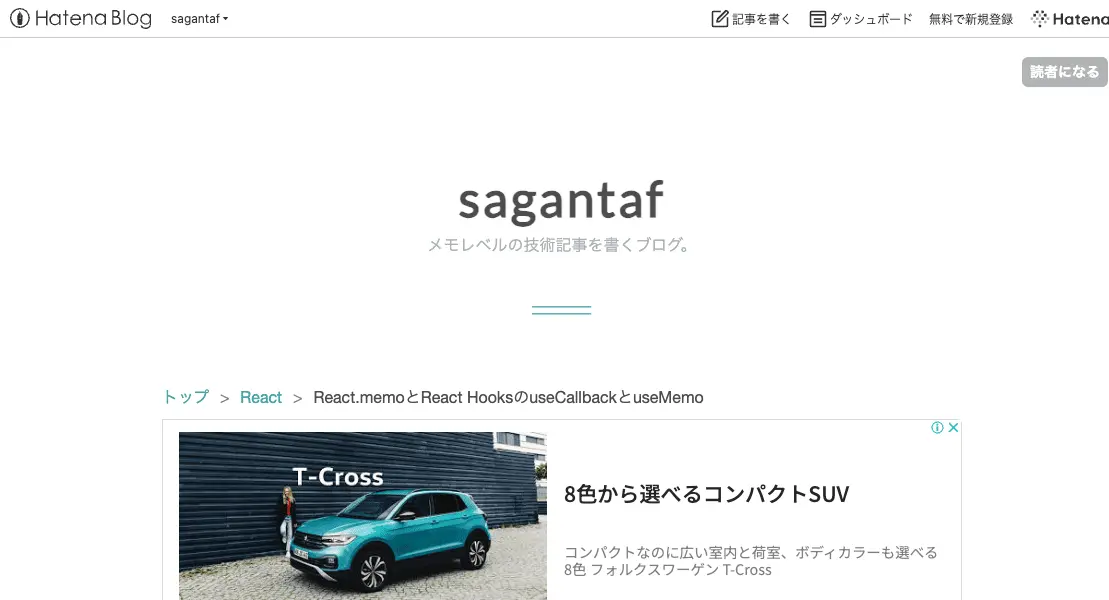 Hatena Blog
sagantaf
記事を書く
ダッシュボード
無料で新規登録
Hatena
読者になる
sagantaf
メモレベルの技術記事を書くブログ。
トップ > React > React.memoとReact HooksのuseCallbackとuseMemo
T-Cross
8色から選べるコンパクトSUV
コンパクトなのに広い室内と荷室、ボディカラーも選べる
8色 フォルクスワーゲン T-Cross